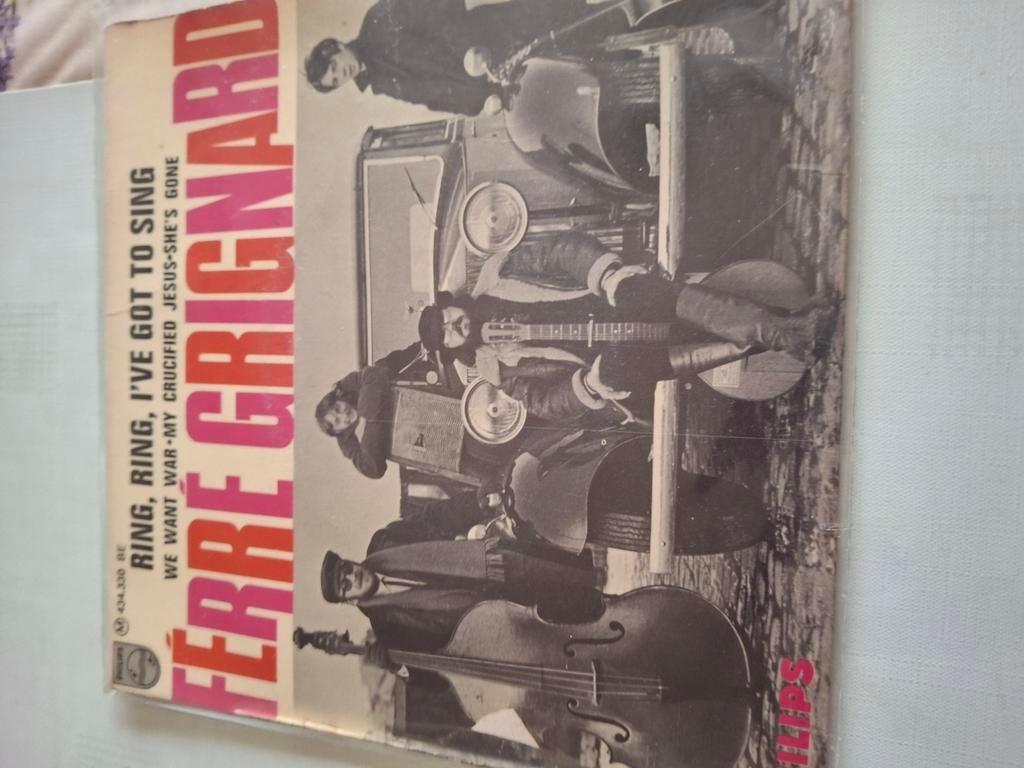 PHILIPS
M 434.330 BE
RING, RING, I'VE GOT TO SING
WE WANT WAR-MY CRUCIFIED JESUS-SHE'S GONE
FÉRRÉ GRIGNARD
ILIPS